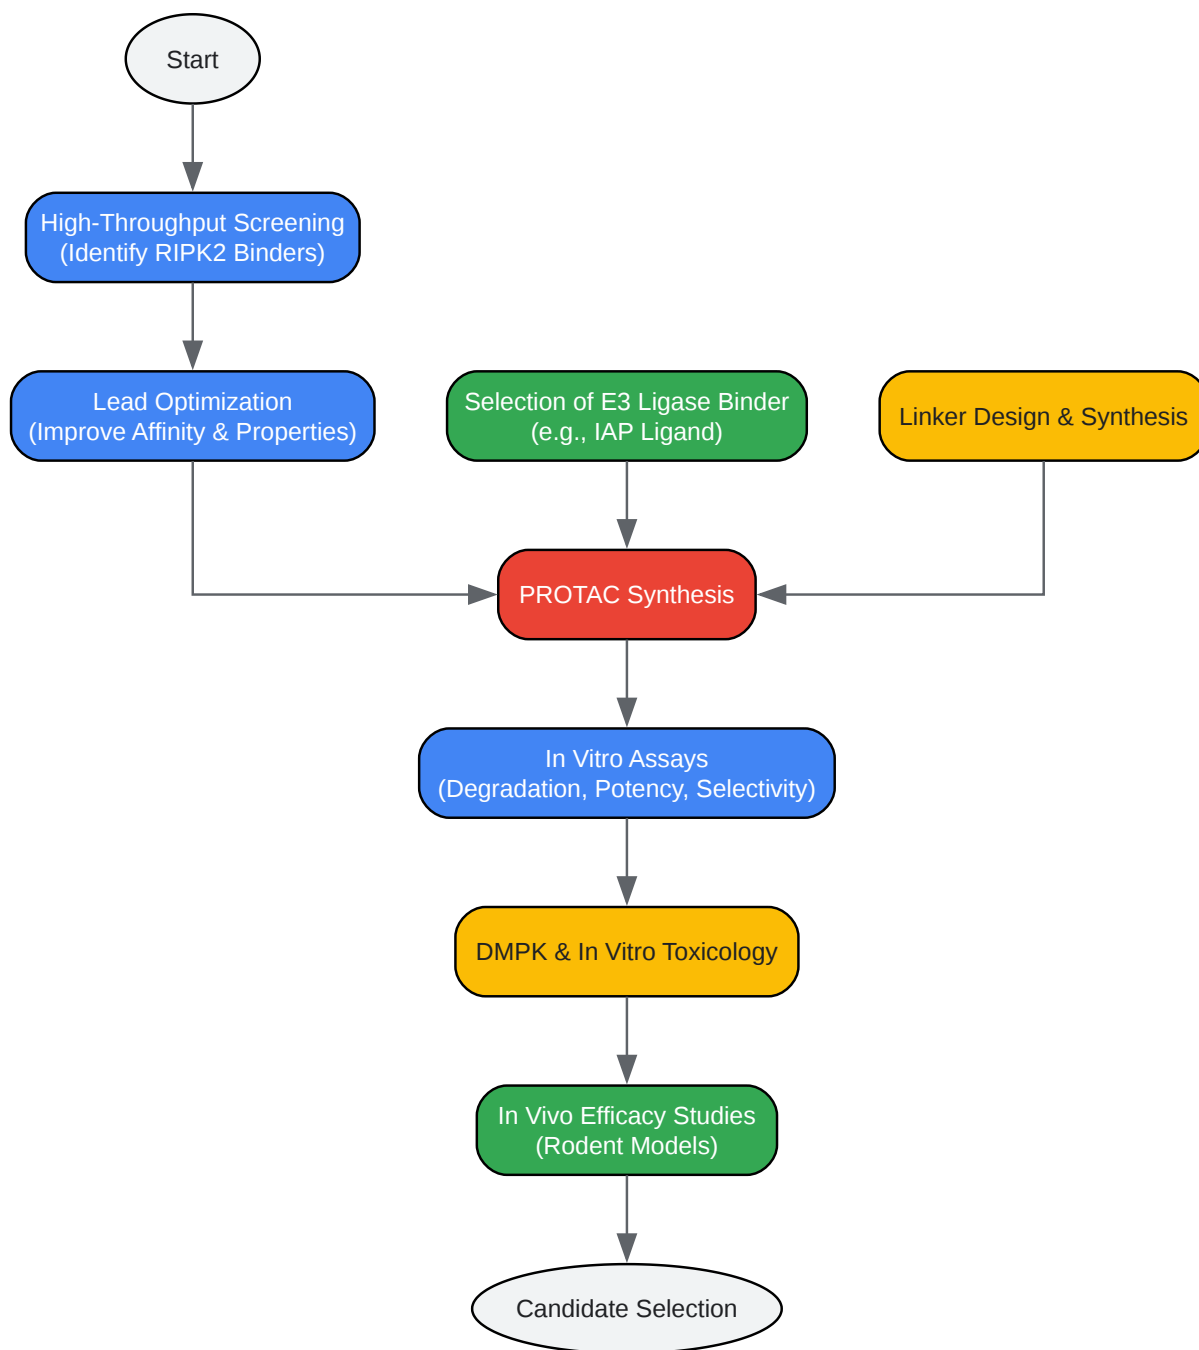 Start
High-Throughput Screening
(Identify RIPK2 Binders)
Lead Optimization
(Improve Affinity & Properties)
Selection of E3 Ligase Binder
(e.g., IAP Ligand)
Linker Design & Synthesis
PROTAC Synthesis
In Vitro Assays
(Degradation, Potency, Selectivity)
DMPK & In Vitro Toxicology
In Vivo Efficacy Studies
(Rodent Models)
Candidate Selection